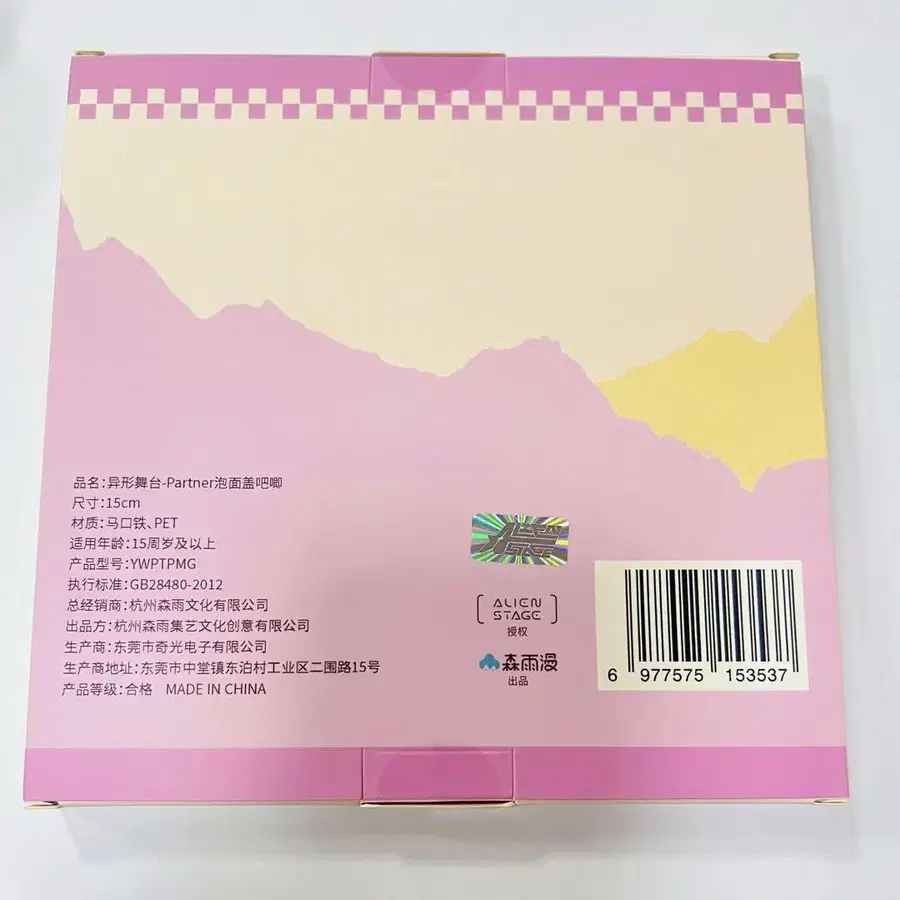 品名:异形舞台-Partner泡面盖吧唧
尺寸:15cm
材质:马口铁、PET
适用年龄:15周岁及以上
产品型号:YWPTPMG
执行标准:GB28480-2012
总经销商:杭州森雨文化有限公司
出品方:杭州森雨集艺文化创意有限公司
生产商:东莞市奇光电子有限公司
生产商地址:东莞市中堂镇东泊村工业区二围路15号
产品等级:合格 MADE IN CHINA
ALIEN
STAGE
ALIEN
STAGE
授权
森雨漫
出品
6 977575 153537